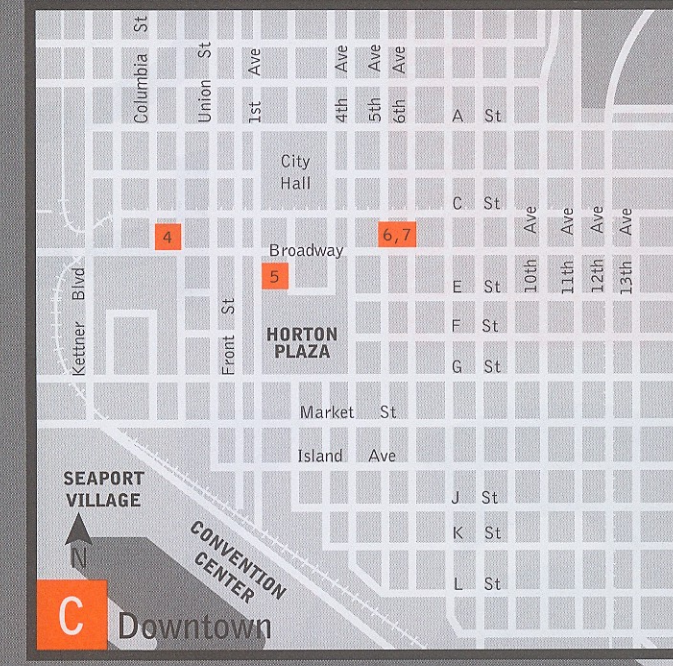 Columbia St
Union St
1st Ave
4th Ave
5th Ave
6th Ave
A St
City
Hall
C St
4
6,7
Broadway
5
10th Ave
11th Ave
12th Ave
13th Ave
Kettner Blvd
Front St
E St
F St
HORTON
PLAZA
G St
Market St
Island Ave
SEAPORT
VILLAGE
J St
CONVENTION
CENTER
K St
N
L St
C
Downtown